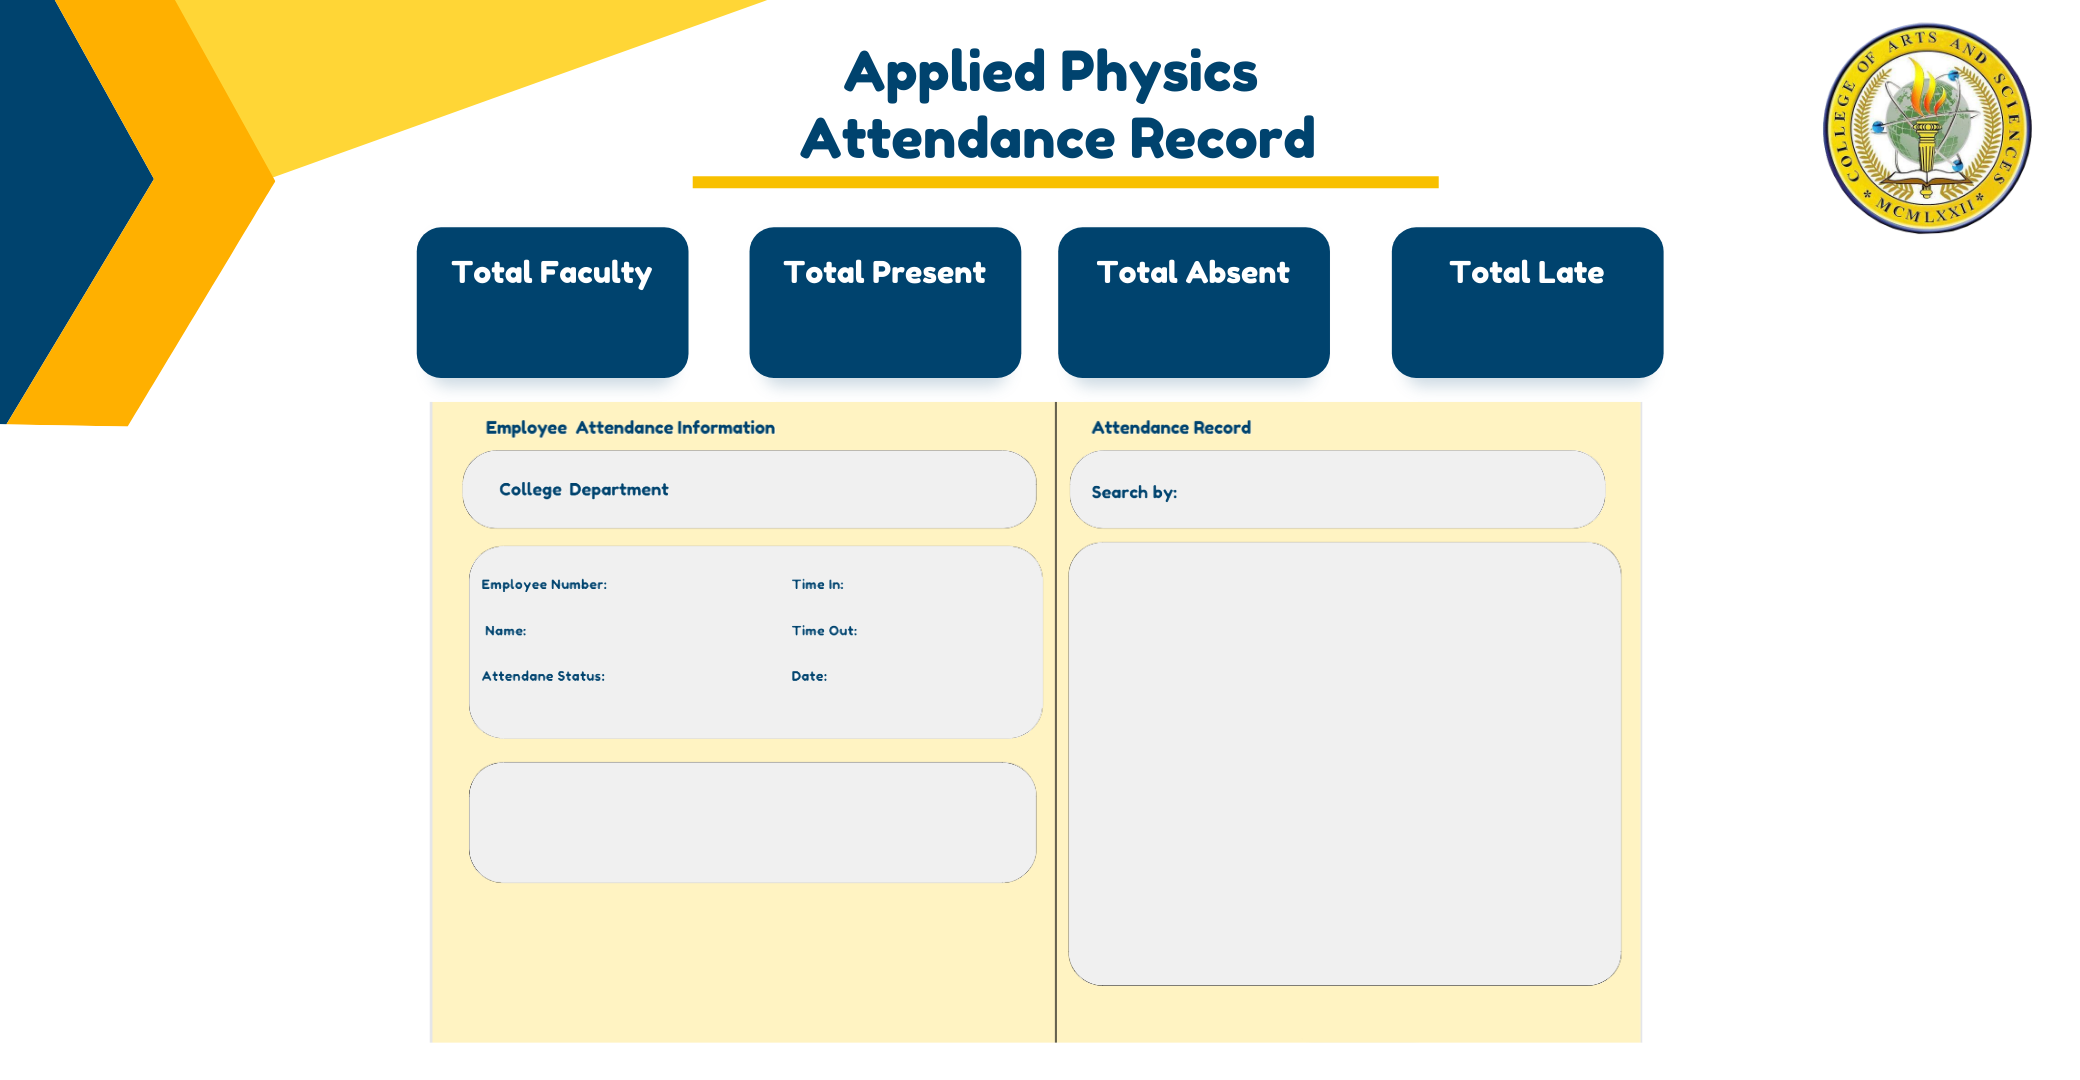 Applied Physics
Attendance Record
COLLEGE OF ARTS AND SCIENCES
* MCMLXXII *
Total Faculty
Total Present
Total Absent
Total Late
Employee Attendance Information
College Department
Employee Number:
Time In:
Name:
Time Out:
Attendane Status:
Date:
Attendance Record
Search by: